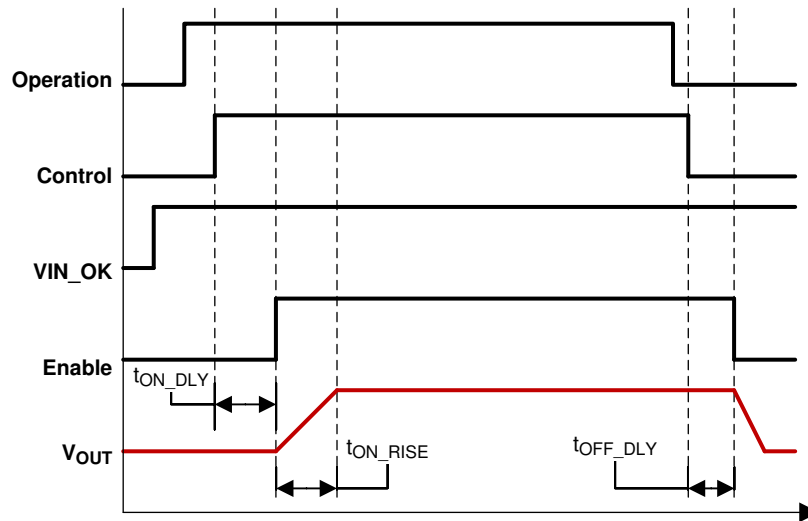 Operation
Control
VIN_OK
Enable
tON_DLY
VOUT
tON_RISE
tOFF_DLY